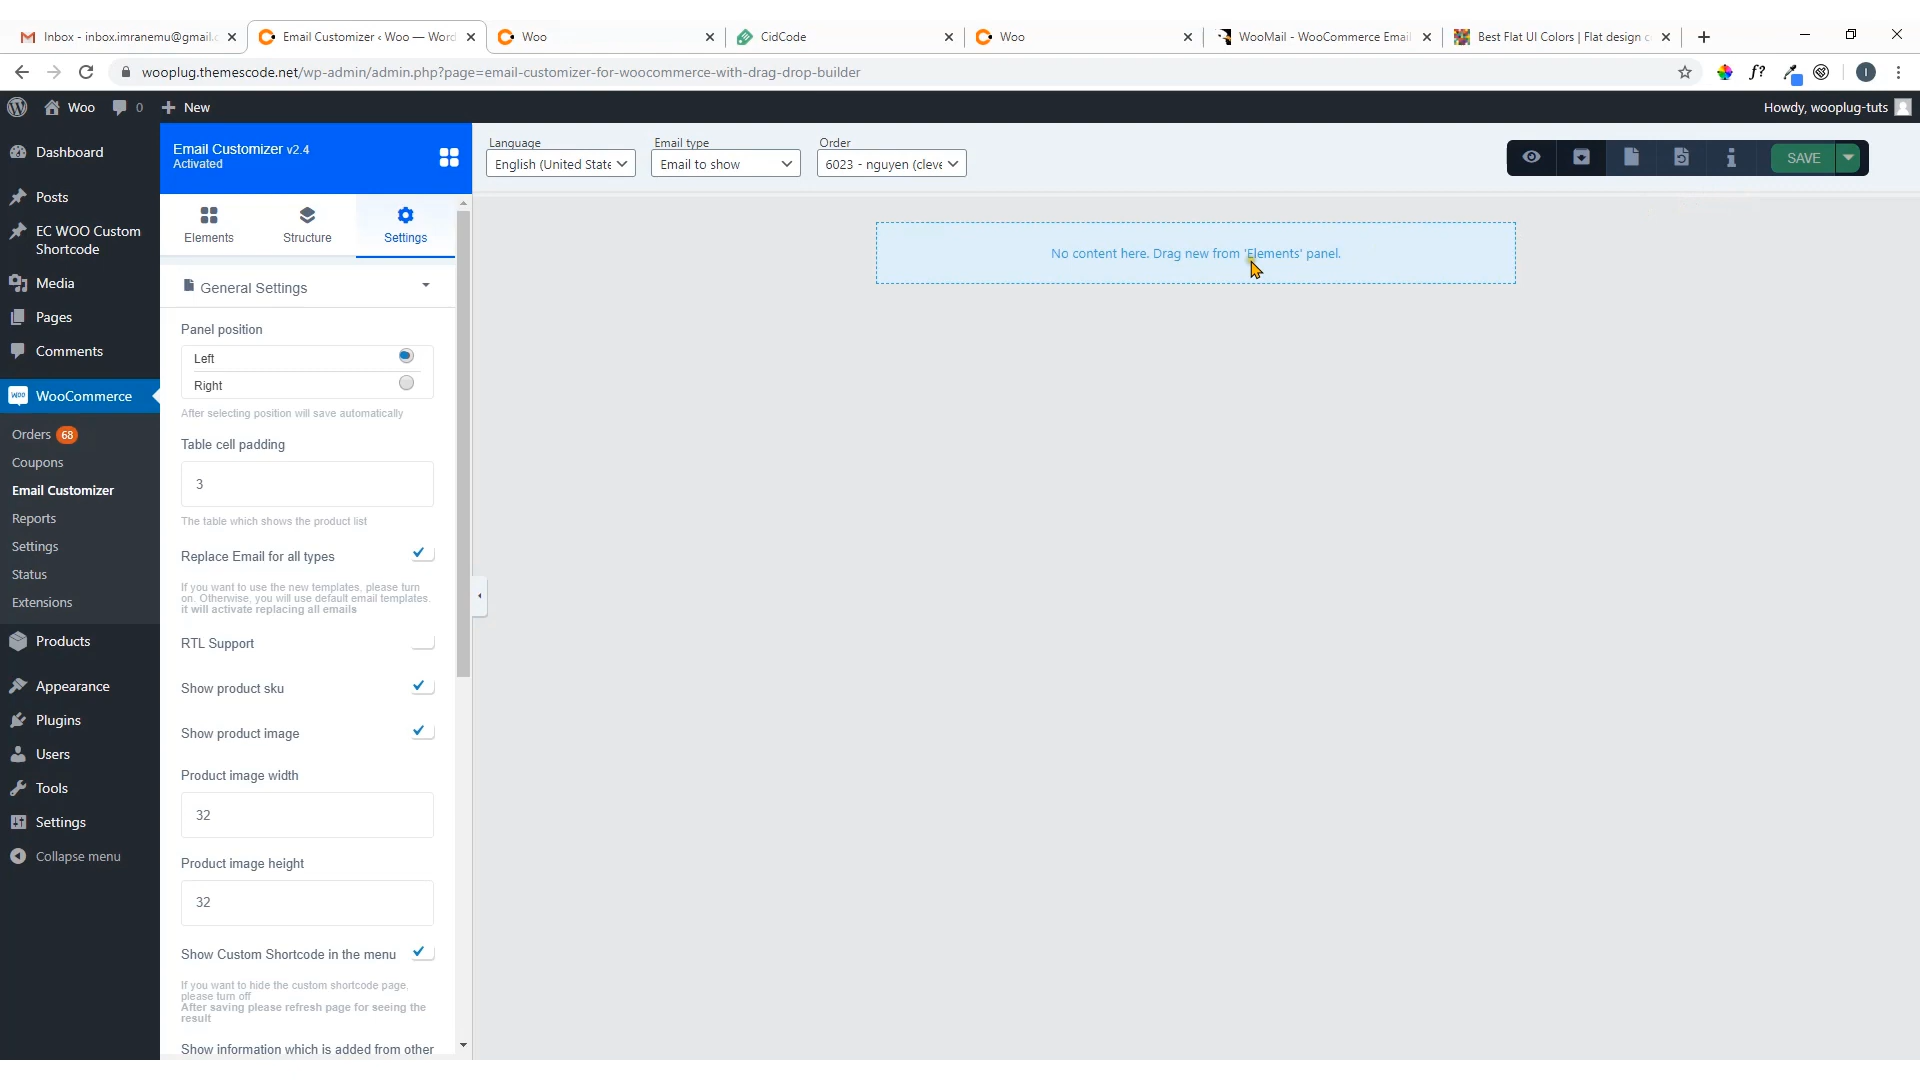 Inbox - inbox.imranemu@gmail.c
Email Customizer ‹ Woo — Word
Woo
CidCode
Woo
WooMail - WooCommerce Email
Best Flat UI Colors | Flat design c
wooplug.themescode.net/wp-admin/admin.php?page=email-customizer-for-woocommerce-with-drag-drop-builder
f?
I
Woo
0
New
Howdy, wooplug-tuts
Dashboard
Posts
EC WOO Custom
Shortcode
Media
Pages
Comments
WooCommerce
Orders 68
Coupons
Email Customizer
Reports
Settings
Status
Extensions
Products
Appearance
Plugins
Users
Tools
Settings
Collapse menu
Email Customizer v2.4
Activated
Elements
Structure
Settings
General Settings
Panel position
Left
Right
After selecting position will save automatically
Table cell padding
3
The table which shows the product list
Replace Email for all types
If you want to use the new templates, please turn
on. Otherwise, you will use default email templates.
it will activate replacing all emails
RTL Support
Show product sku
Show product image
Product image width
32
Product image height
32
Show Custom Shortcode in the menu
If you want to hide the custom shortcode page,
please turn off
After saving please refresh page for seeing the
result
Show information which is added from other
Language
English (United State
Email type
Email to show
Order
6023 - nguyen (cleve
SAVE
No content here. Drag new from 'Elements' panel.